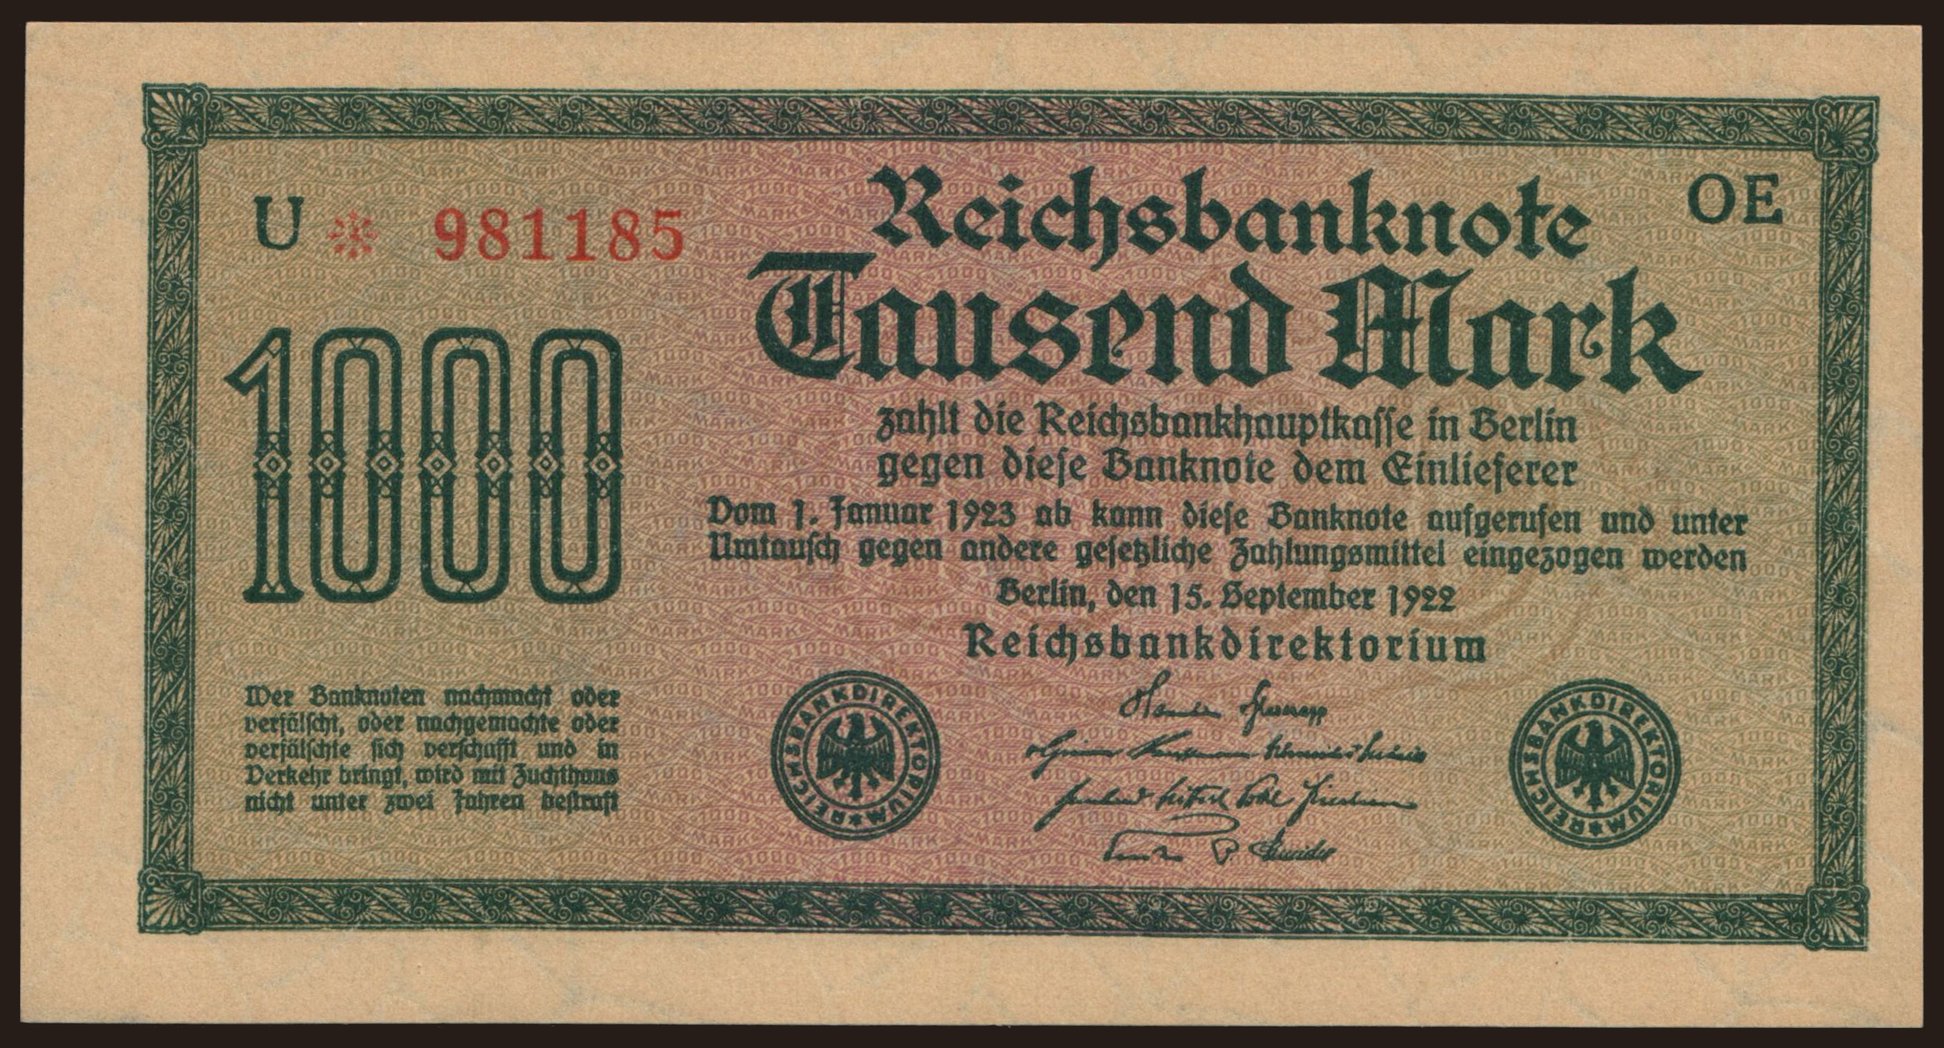 U * 981185
OE
Reichsbanknote
Tausend Mark
1000
zahlt die Reichsbankhauptkasse in Berlin
gegen diese Banknote dem Einlieferer
Vom 1. Januar 1923 ab kann diese Banknote aufgerufen und unter
Umtausch gegen andere gesetzliche Zahlungsmittel eingezogen werden
Berlin, den 15. September 1922
Reichsbankdirektorium
Wer Banknoten nachmacht oder
verfälscht, oder nachgemachte oder
verfälschte sich verschafft und in
Verkehr bringt, wird mit Zuchthaus
nicht unter zwei Jahren bestraft
REICHSBANKDIREKTORIUM
REICHSBANKDIREKTORIUM